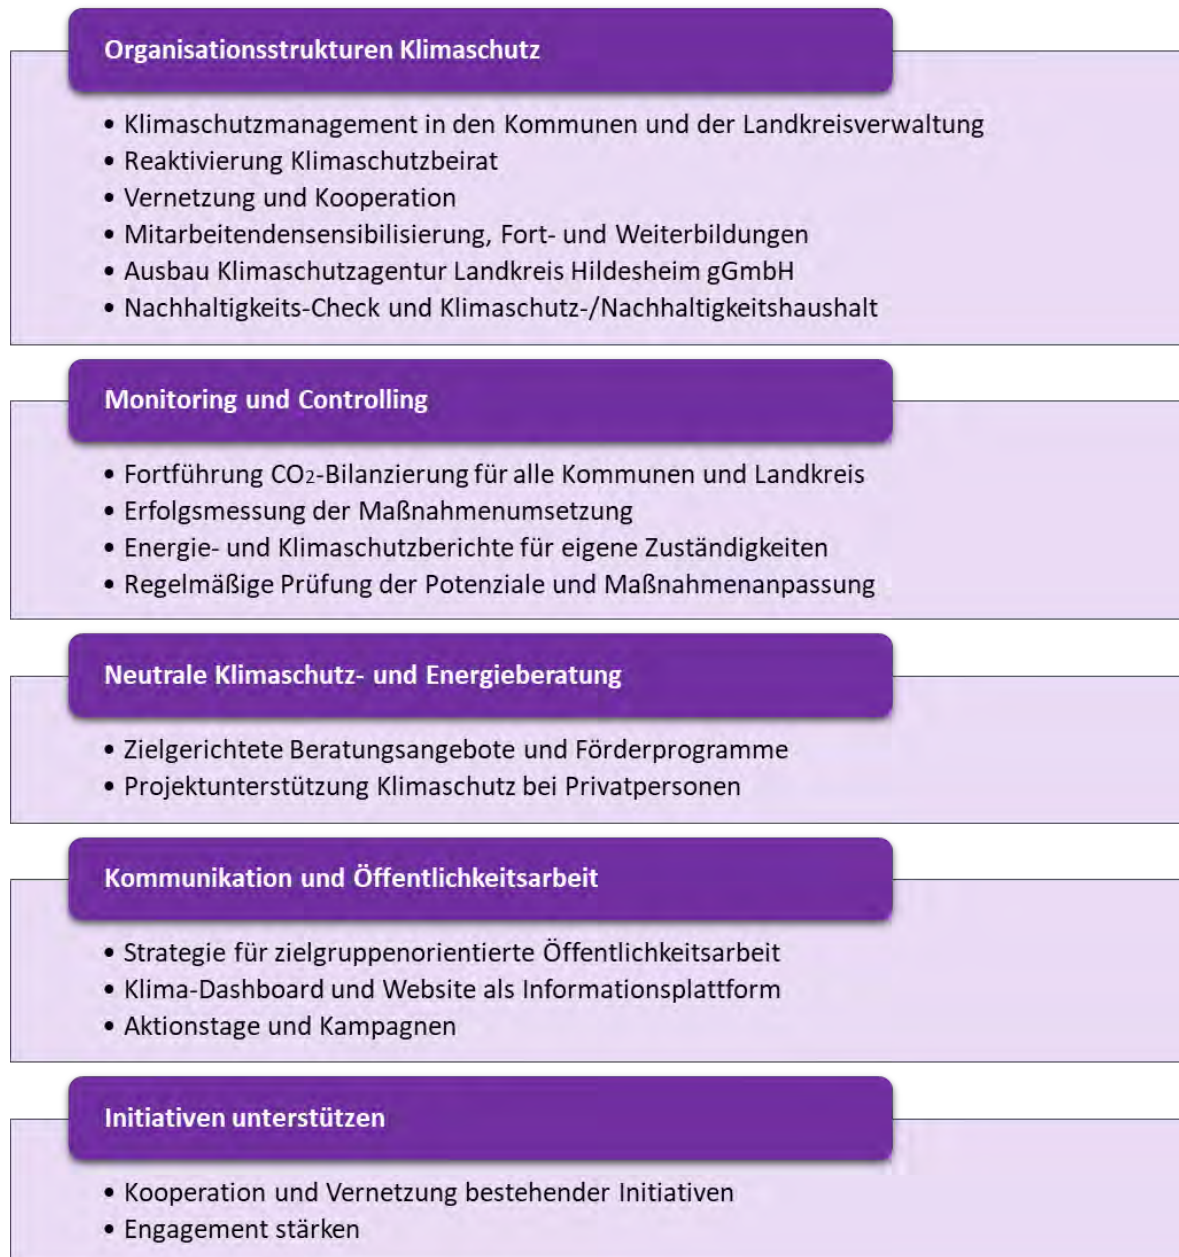 Organisationsstrukturen Klimaschutz
• Klimaschutzmanagement in den Kommunen und der Landkreisverwaltung
• Reaktivierung Klimaschutzbeirat
• Vernetzung und Kooperation
• Mitarbeitendensensibilisierung, Fort- und Weiterbildungen
• Ausbau Klimaschutzagentur Landkreis Hildesheim gGmbH
• Nachhaltigkeits-Check und Klimaschutz-/Nachhaltigkeitshaushalt
Monitoring und Controlling
• Fortführung CO2-Bilanzierung für alle Kommunen und Landkreis
• Erfolgsmessung der Maßnahmenumsetzung
• Energie- und Klimaschutzberichte für eigene Zuständigkeiten
• Regelmäßige Prüfung der Potenziale und Maßnahmenanpassung
Neutrale Klimaschutz- und Energieberatung
• Zielgerichtete Beratungsangebote und Förderprogramme
• Projektunterstützung Klimaschutz bei Privatpersonen
Kommunikation und Öffentlichkeitsarbeit
• Strategie für zielgruppenorientierte Öffentlichkeitsarbeit
• Klima-Dashboard und Website als Informationsplattform
• Aktionstage und Kampagnen
Initiativen unterstützen
• Kooperation und Vernetzung bestehender Initiativen
• Engagement stärken